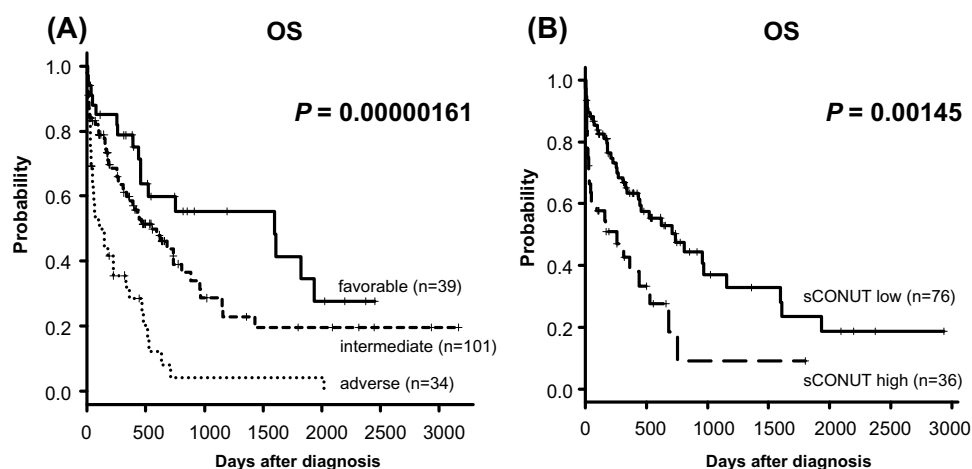 (A)
OS
P = 0.00000161
Probability
1.0
0.8
0.6
0.4
0.2
0.0
favorable (n=39)
intermediate (n=101)
adverse (n=34)
0 500 1000 1500 2000 2500 3000
Days after diagnosis
(B)
OS
P = 0.00145
Probability
1.0
0.8
0.6
0.4
0.2
0.0
sCONUT low (n=76)
sCONUT high (n=36)
0 500 1000 1500 2000 2500 3000
Days after diagnosis